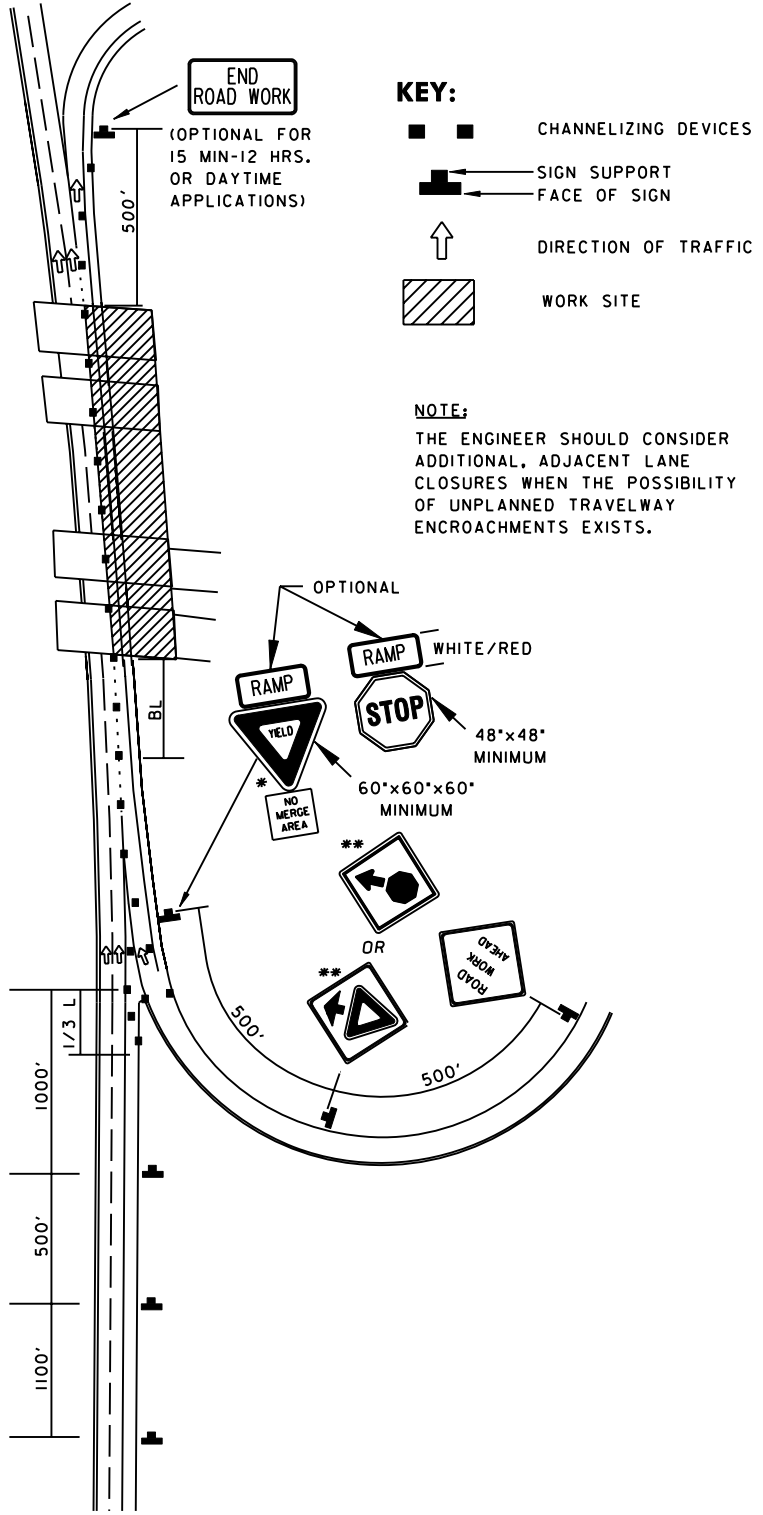 END
ROAD WORK
(OPTIONAL FOR
15 MIN-12 HRS.
OR DAYTIME
APPLICATIONS)
500'
KEY:
CHANNELIZING DEVICES
SIGN SUPPORT
FACE OF SIGN
DIRECTION OF TRAFFIC
WORK SITE
NOTE:
THE ENGINEER SHOULD CONSIDER
ADDITIONAL, ADJACENT LANE
CLOSURES WHEN THE POSSIBILITY
OF UNPLANNED TRAVELWAY
ENCROACHMENTS EXISTS.
OPTIONAL
RAMP
WHITE/RED
RAMP
STOP
YIELD
BL
48"x48"
MINIMUM
*
60"x60"x60"
MINIMUM
NO
MERGE
AREA
**
OR
ROAD
WORK
AHEAD
**
500'
500'
1/3 L
1000'
500'
1100'